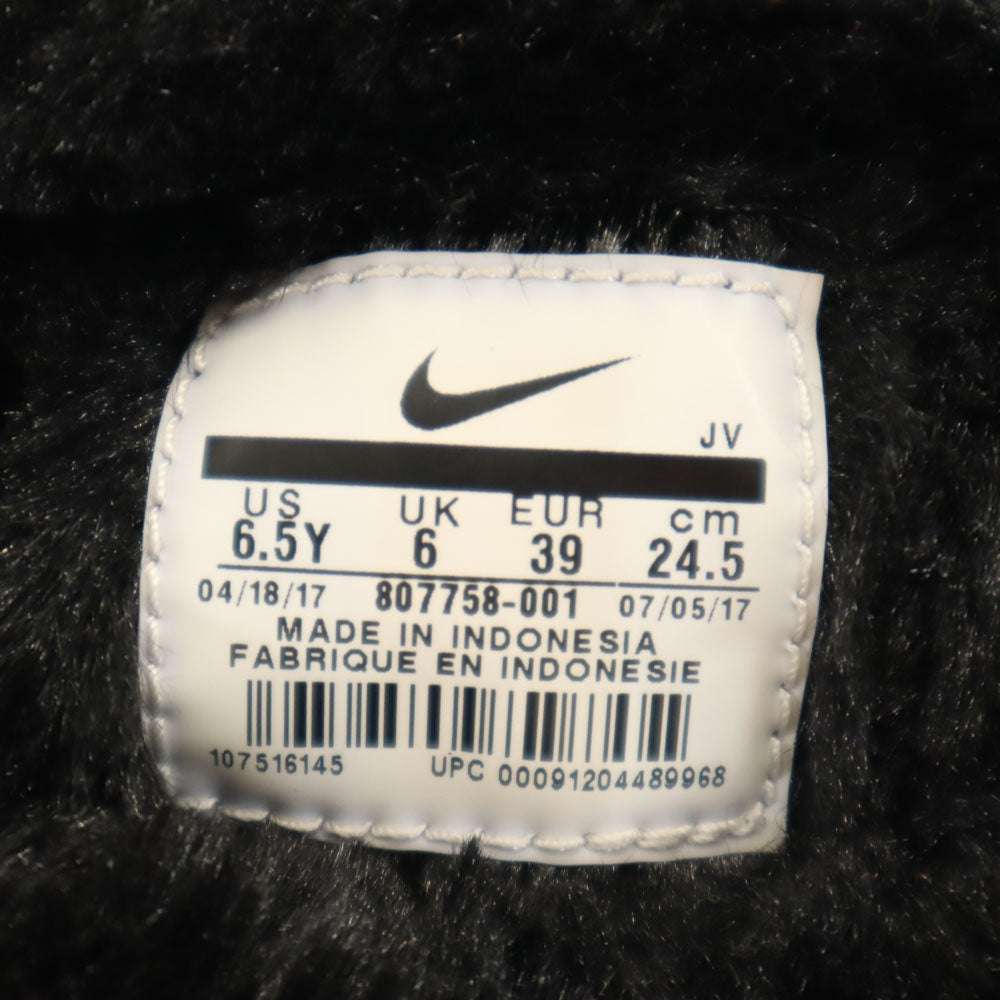 JV
US UK EUR cm
6.5Y 6 39 24.5
04/18/17 807758-001 07/05/17
MADE IN INDONESIA
FABRIQUE EN INDONESIE
107516145 UPC 00091204489968